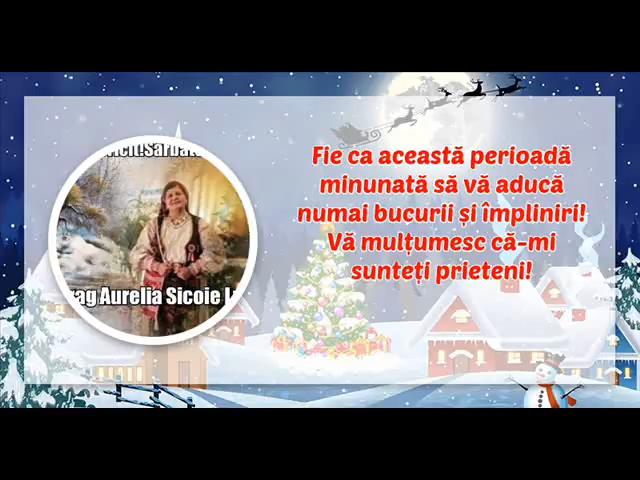 Aurelia Sicoie
Fie ca această perioadă
minunată să vă aducă
numai bucurii și împliniri!
Vă mulțumesc că-mi
sunteți prieteni!